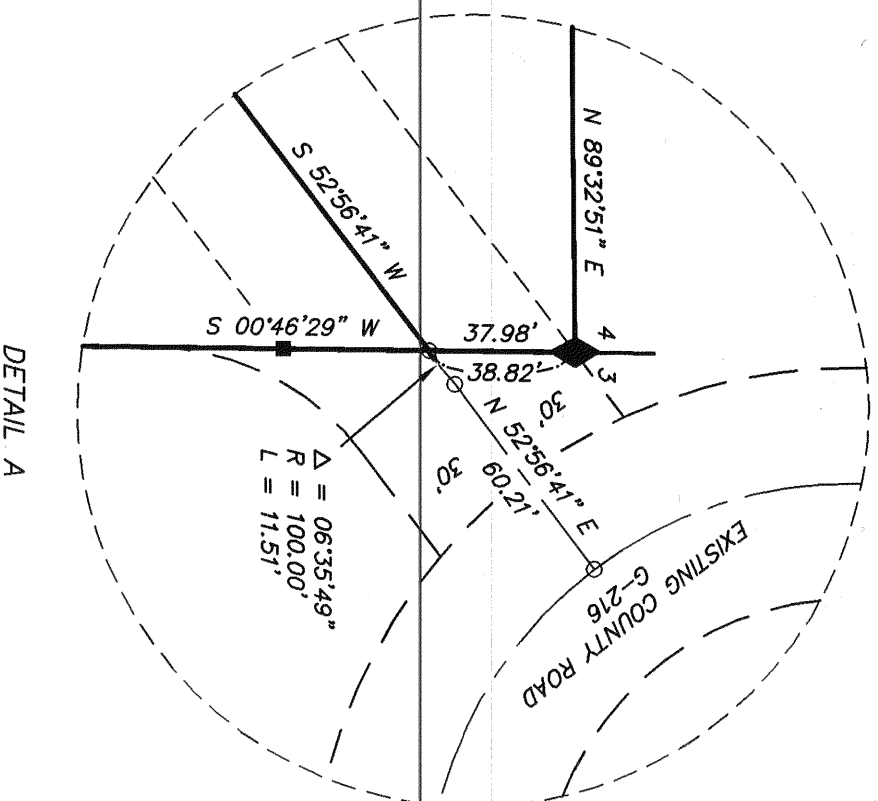 N 89°32'51" E
S 52°56'41" W
4
3
S 00°46'29" W
37.98'
38.82'
30'
N 52°56'41" E
60.21'
30'
EXISTING COUNTY ROAD
G-216
Δ = 06°35'49"
R = 100.00'
L = 11.51'
DETAIL A